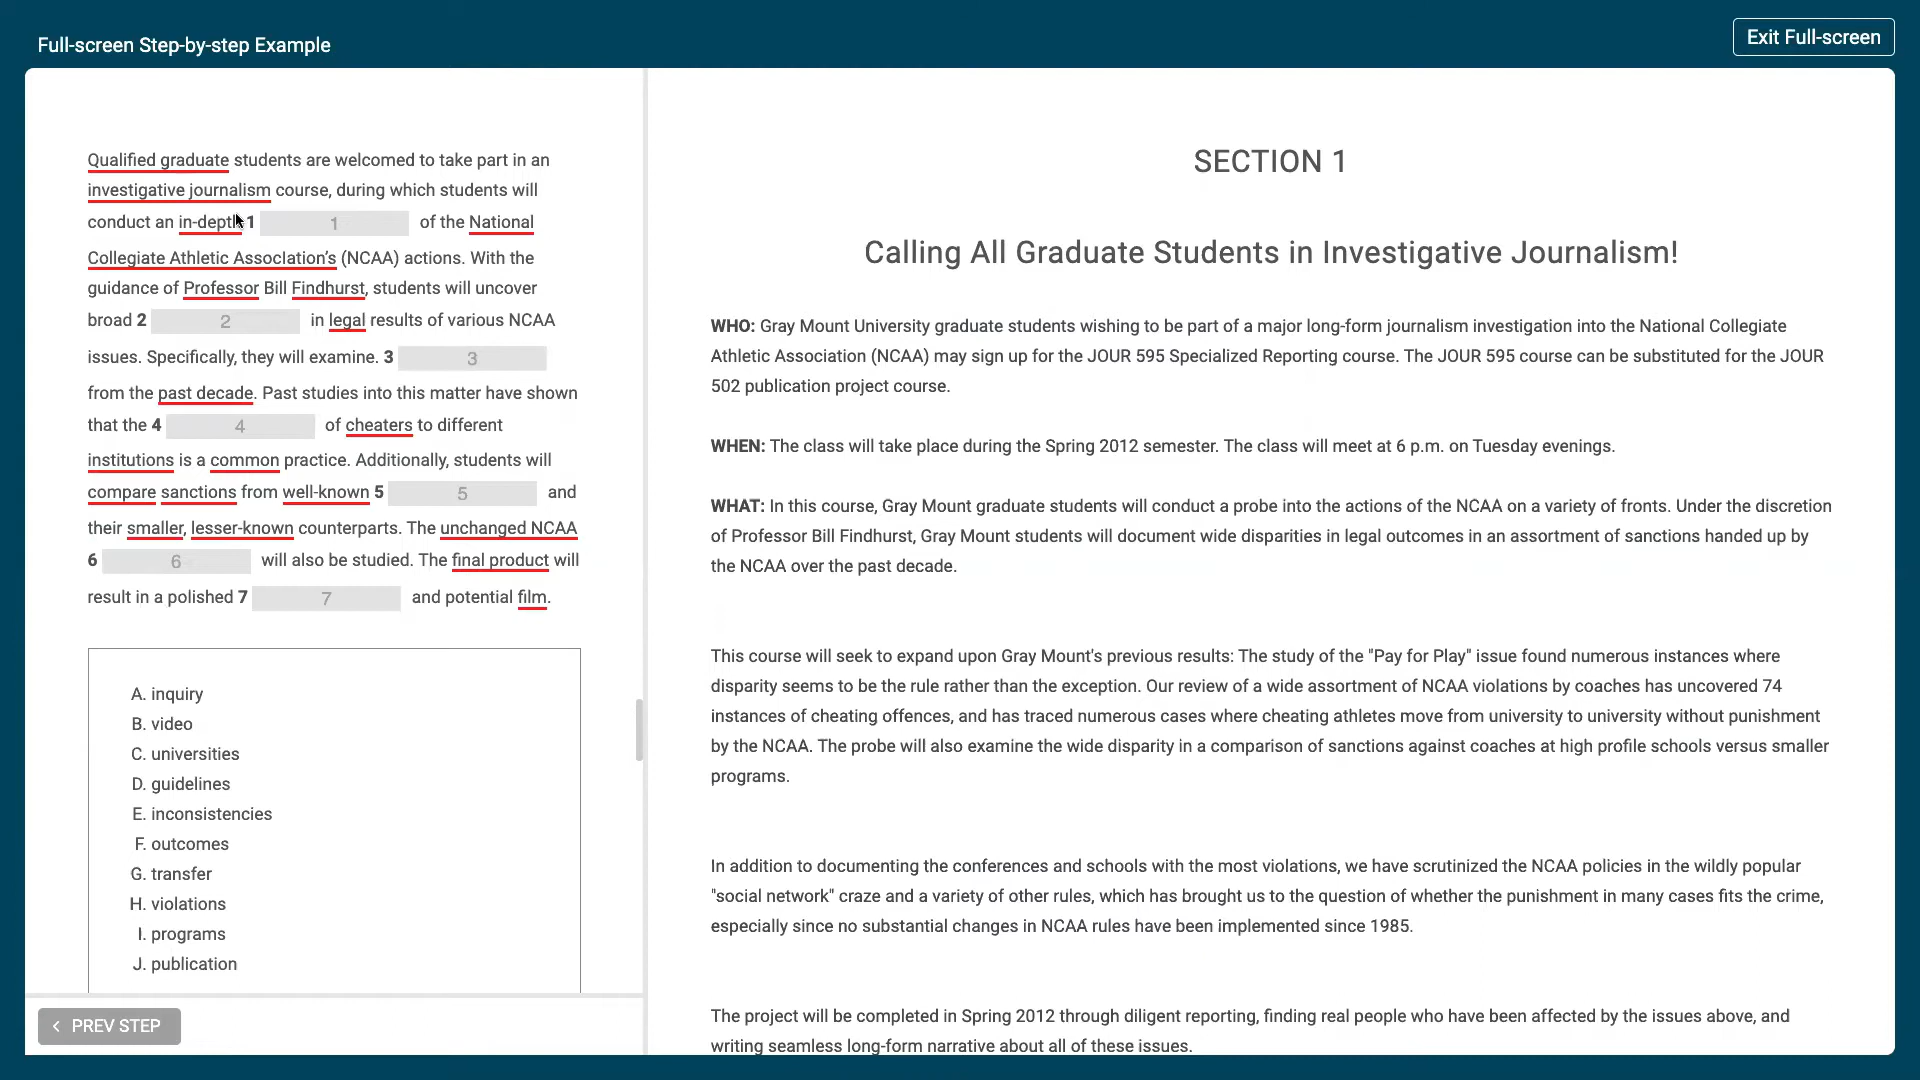 Full-screen Step-by-step Example
Exit Full-screen
Qualified graduate students are welcomed to take part in an
investigative journalism course, during which students will
conduct an in-depth 1 1 of the National
Collegiate Athletic Association's (NCAA) actions. With the
guidance of Professor Bill Findhurst, students will uncover
broad 2 2 in legal results of various NCAA
issues. Specifically, they will examine. 3 3
from the past decade. Past studies into this matter have shown
that the 4 4 of cheaters to different
institutions is a common practice. Additionally, students will
compare sanctions from well-known 5 5 and
their smaller, lesser-known counterparts. The unchanged NCAA
6 6 will also be studied. The final product will
result in a polished 7 7 and potential film.
A. inquiry
B. video
C. universities
D. guidelines
E. inconsistencies
F. outcomes
G. transfer
H. violations
I. programs
J. publication
< PREV STEP
SECTION 1
Calling All Graduate Students in Investigative Journalism!
WHO: Gray Mount University graduate students wishing to be part of a major long-form journalism investigation into the National Collegiate
Athletic Association (NCAA) may sign up for the JOUR 595 Specialized Reporting course. The JOUR 595 course can be substituted for the JOUR
502 publication project course.
WHEN: The class will take place during the Spring 2012 semester. The class will meet at 6 p.m. on Tuesday evenings.
WHAT: In this course, Gray Mount graduate students will conduct a probe into the actions of the NCAA on a variety of fronts. Under the discretion
of Professor Bill Findhurst, Gray Mount students will document wide disparities in legal outcomes in an assortment of sanctions handed up by
the NCAA over the past decade.
This course will seek to expand upon Gray Mount's previous results: The study of the "Pay for Play" issue found numerous instances where
disparity seems to be the rule rather than the exception. Our review of a wide assortment of NCAA violations by coaches has uncovered 74
instances of cheating offences, and has traced numerous cases where cheating athletes move from university to university without punishment
by the NCAA. The probe will also examine the wide disparity in a comparison of sanctions against coaches at high profile schools versus smaller
programs.
In addition to documenting the conferences and schools with the most violations, we have scrutinized the NCAA policies in the wildly popular
"social network" craze and a variety of other rules, which has brought us to the question of whether the punishment in many cases fits the crime,
especially since no substantial changes in NCAA rules have been implemented since 1985.
The project will be completed in Spring 2012 through diligent reporting, finding real people who have been affected by the issues above, and
writing seamless long-form narrative about all of these issues.